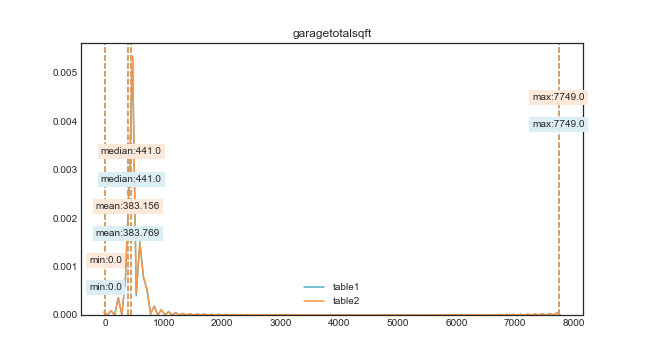 garagetotalsqft
0.005
0.004
0.003
0.002
0.001
0.000
max:7749.0
max:7749.0
median:441.0
median:441.0
mean:383.156
mean:383.769
min:0.0
min:0.0
table1
table2
0
1000
2000
3000
4000
5000
6000
7000
8000